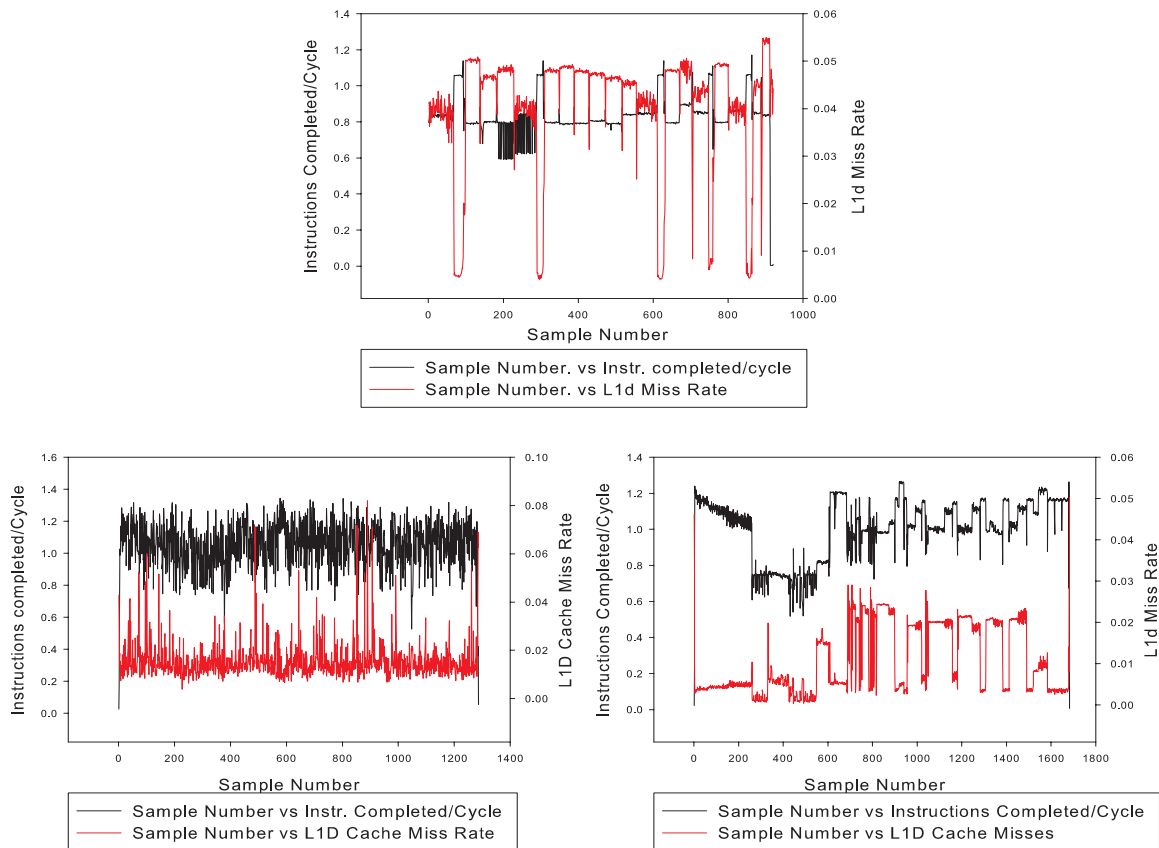 1.4
1.2
1.0
0.8
0.6
0.4
0.2
0.0
Instructions Completed/Cycle
0.06
0.05
0.04
0.03
0.02
0.01
0.00
L1d Miss Rate
0 200 400 600 800 1000
Sample Number
Sample Number. vs Instr. completed/cycle
Sample Number. vs L1d Miss Rate
1.6
1.4
1.2
1.0
0.8
0.6
0.4
0.2
0.0
Instructions completed/Cycle
0.10
0.08
0.06
0.04
0.02
0.00
L1D Cache Miss Rate
0 200 400 600 800 1000 1200 1400
Sample Number
Sample Number vs Instr. Completed/Cycle
Sample Number vs L1D Cache Miss Rate
1.4
1.2
1.0
0.8
0.6
0.4
0.2
0.0
Instructions Completed/Cycle
0.06
0.05
0.04
0.03
0.02
0.01
0.00
L1d Miss Rate
0 200 400 600 800 1000 1200 1400 1600 1800
Sample Number
Sample Number vs Instructions Completed/Cycle
Sample Number vs L1D Cache Misses